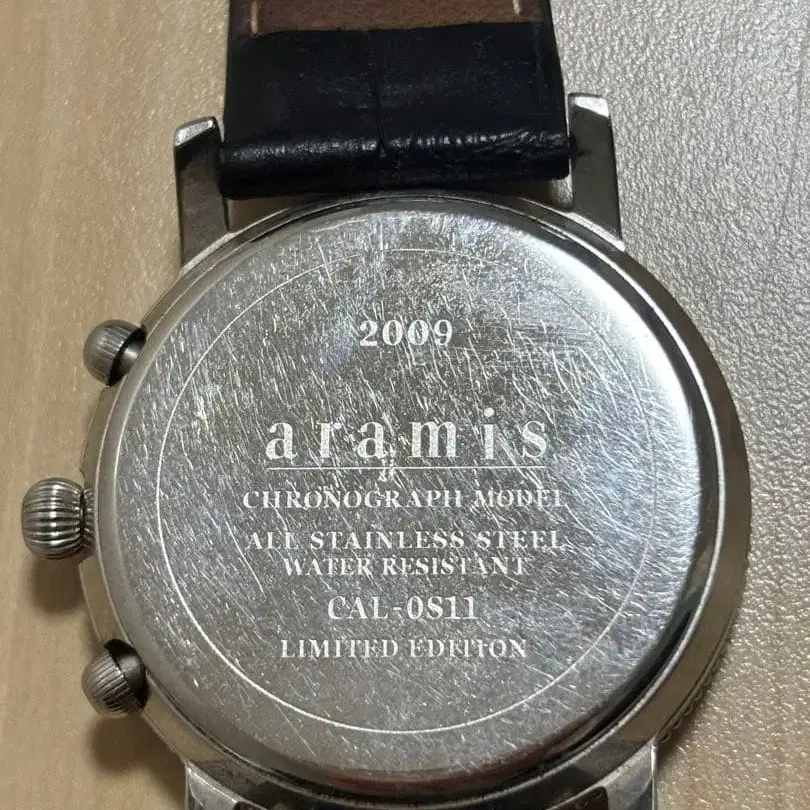 2009
aramis
CHRONOGRAPH MODEL
ALL STAINLESS STEEL
WATER RESISTANT
CAL-0S11
LIMITED EDITION